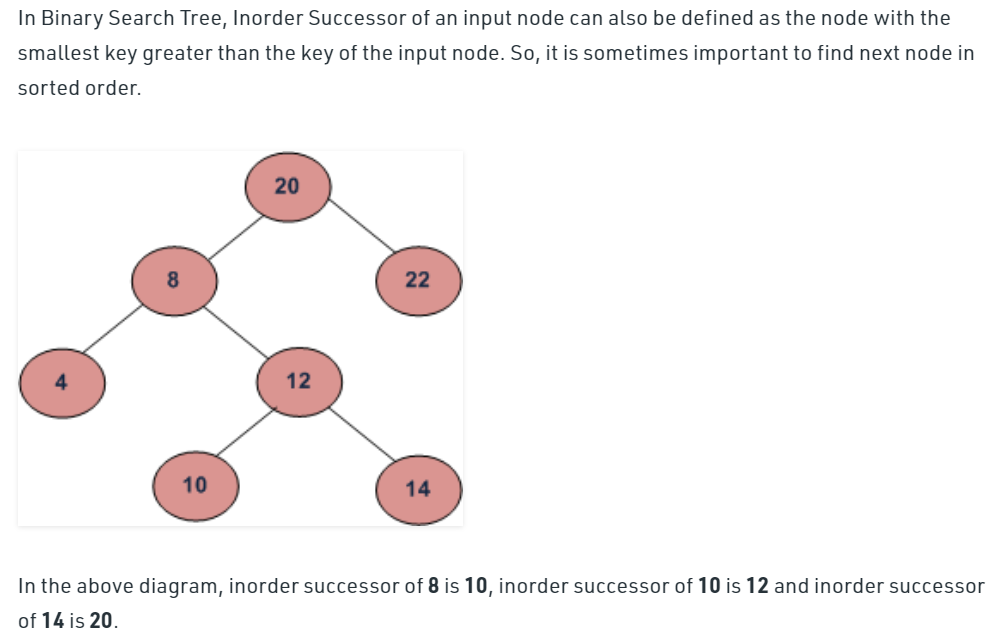 In Binary Search Tree, Inorder Successor of an input node can also be defined as the node with the
smallest key greater than the key of the input node. So, it is sometimes important to find next node in
sorted order.
20
8
22
4
12
10
14
In the above diagram, inorder successor of 8 is 10, inorder successor of 10 is 12 and inorder successor
of 14 is 20.